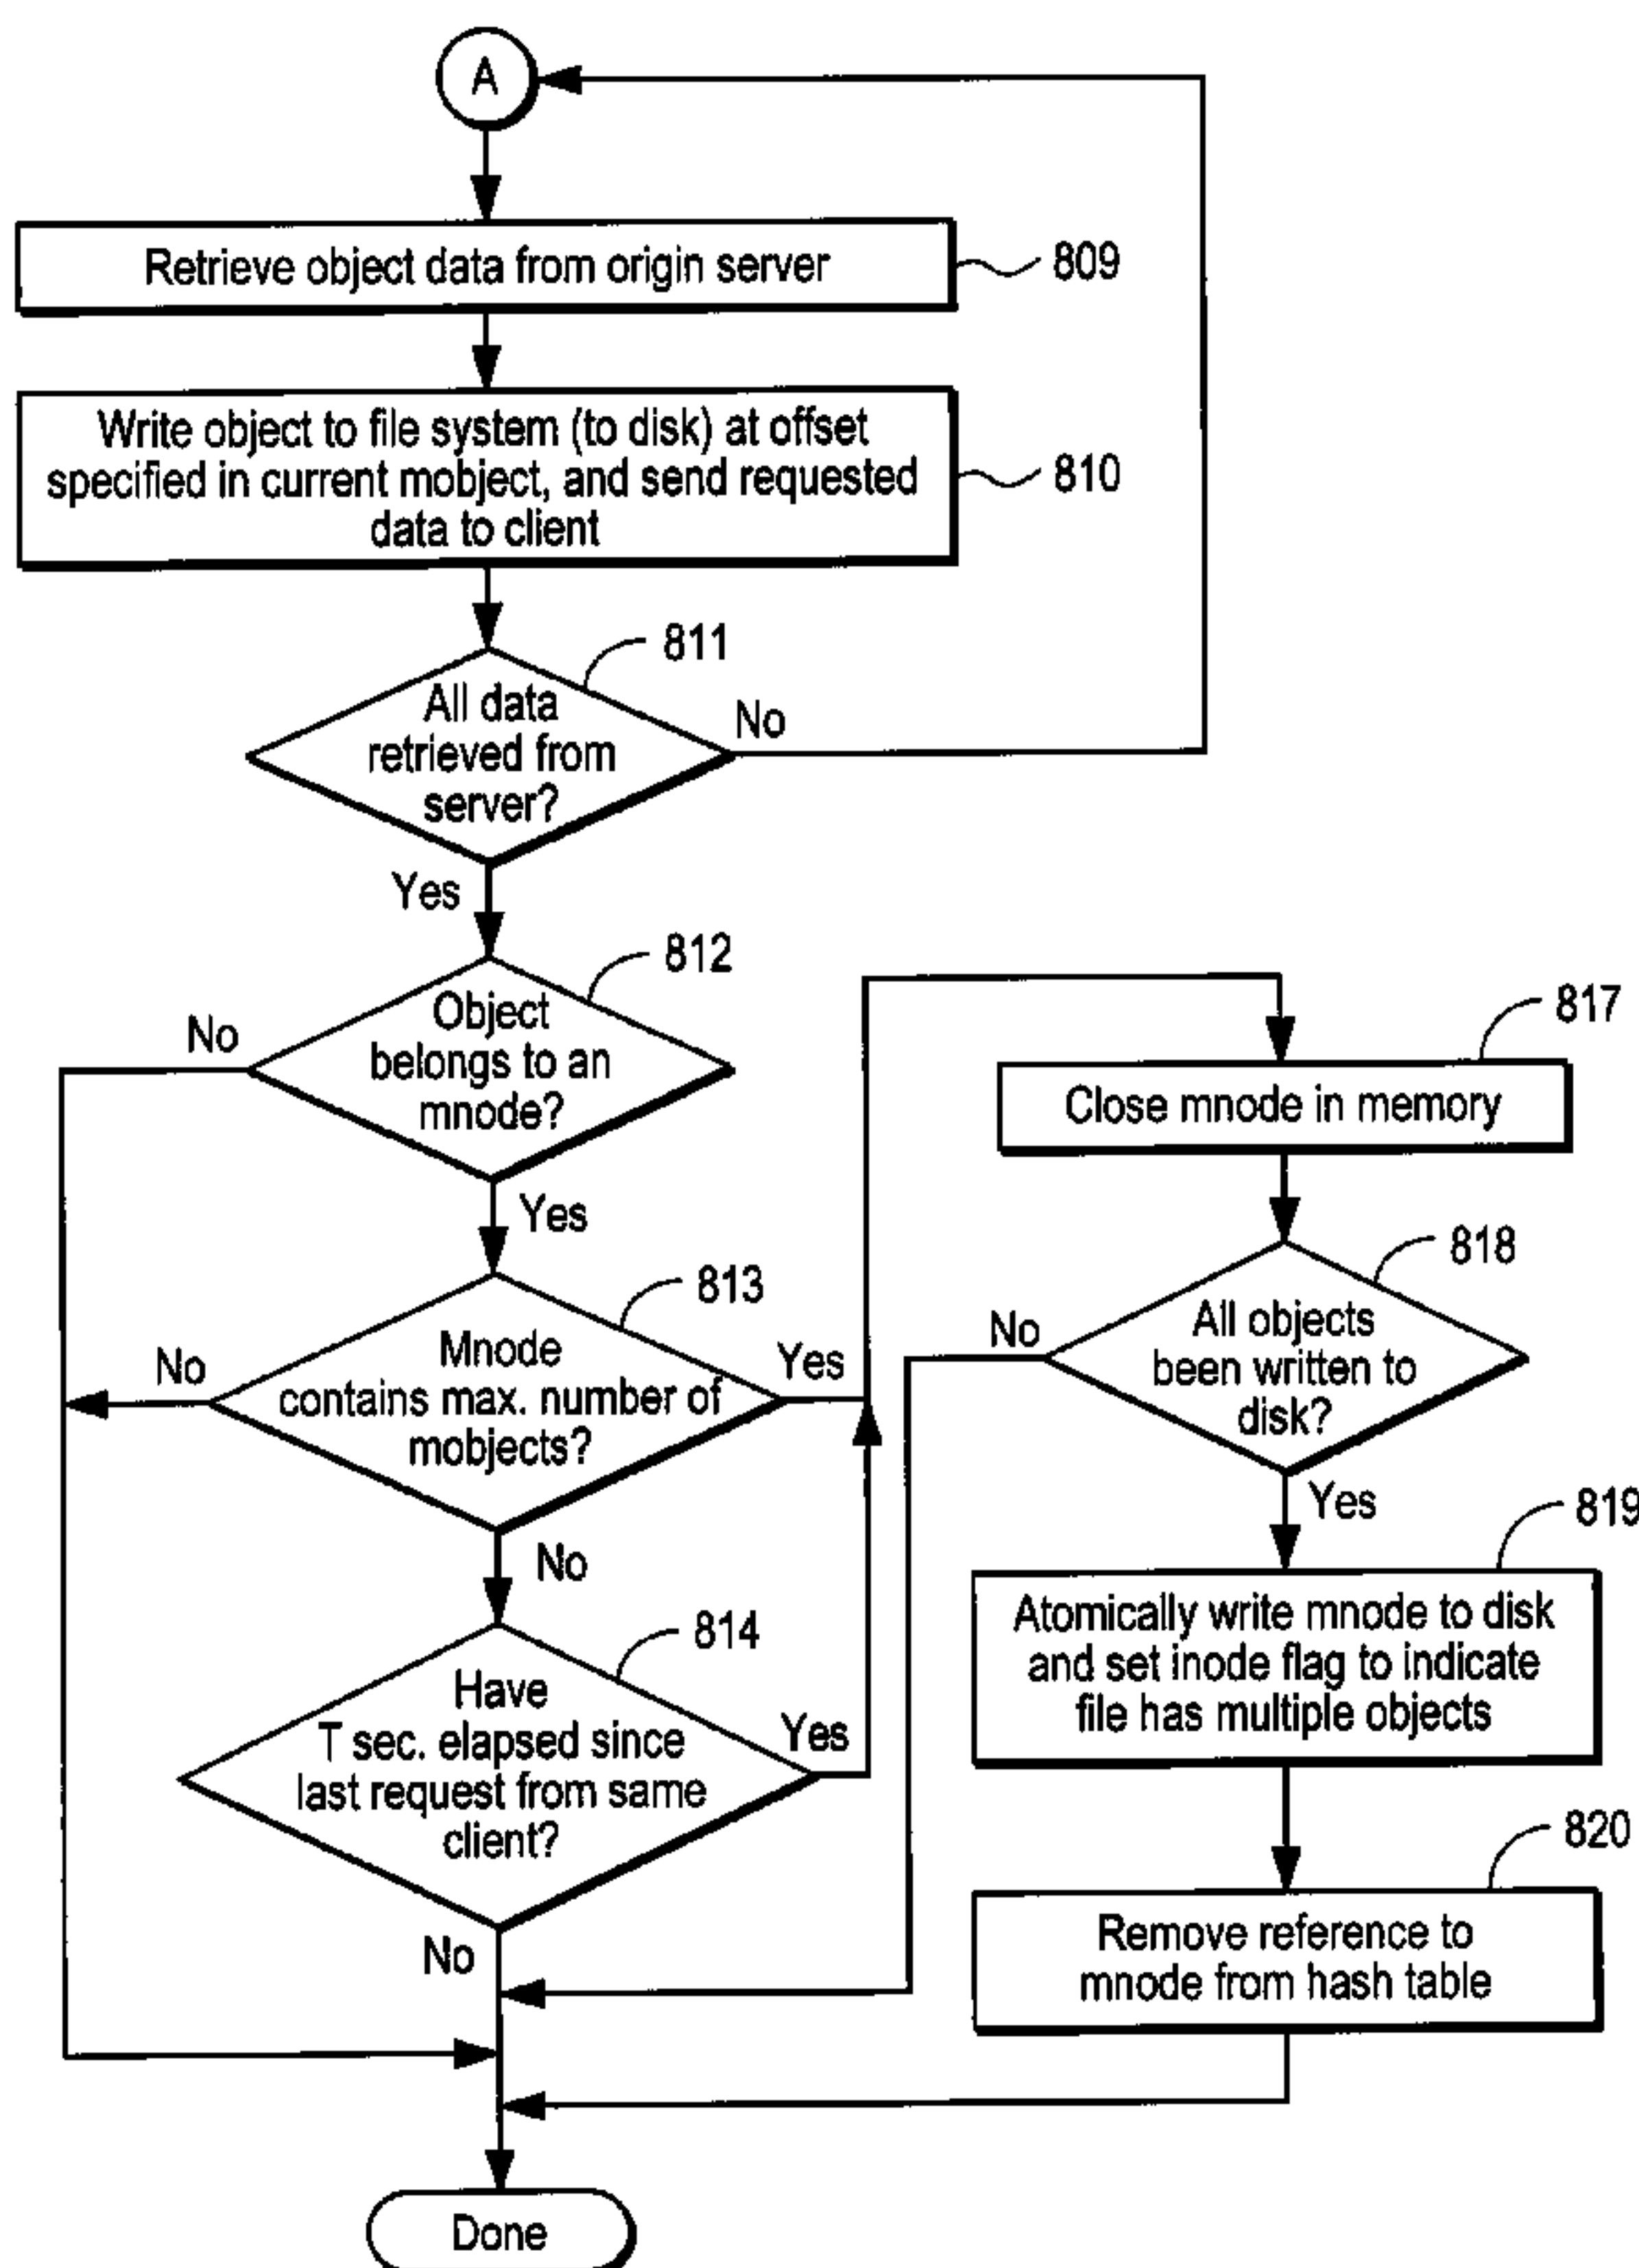 A
Retrieve object data from origin server
809
Write object to file system (to disk) at offset
specified in current mobject, and send requested
data to client
810
811
All data
retrieved from
server?
No
Yes
812
Object
belongs to an
mnode?
No
Yes
813
Mnode
contains max. number of
mobjects?
No
Yes
No
814
Have
T sec. elapsed since
last request from same
client?
Yes
No
817
Close mnode in memory
818
All objects
been written to
disk?
No
Yes
819
Atomically write mnode to disk
and set inode flag to indicate
file has multiple objects
820
Remove reference to
mnode from hash table
Done